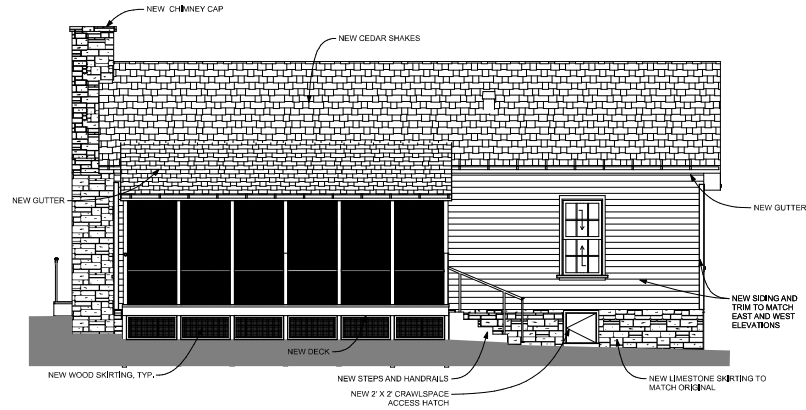 NEW CHIMNEY CAP
NEW CEDAR SHAKES
NEW GUTTER
NEW GUTTER
NEW SIDING AND
TRIM TO MATCH
EAST AND WEST
ELEVATIONS
NEW DECK
NEW WOOD SKIRTING, TYP.
NEW STEPS AND HANDRAILS
NEW LIMESTONE SKIRTING TO
MATCH ORIGINAL
NEW 2' X 2' CRAWLSPACE
ACCESS HATCH